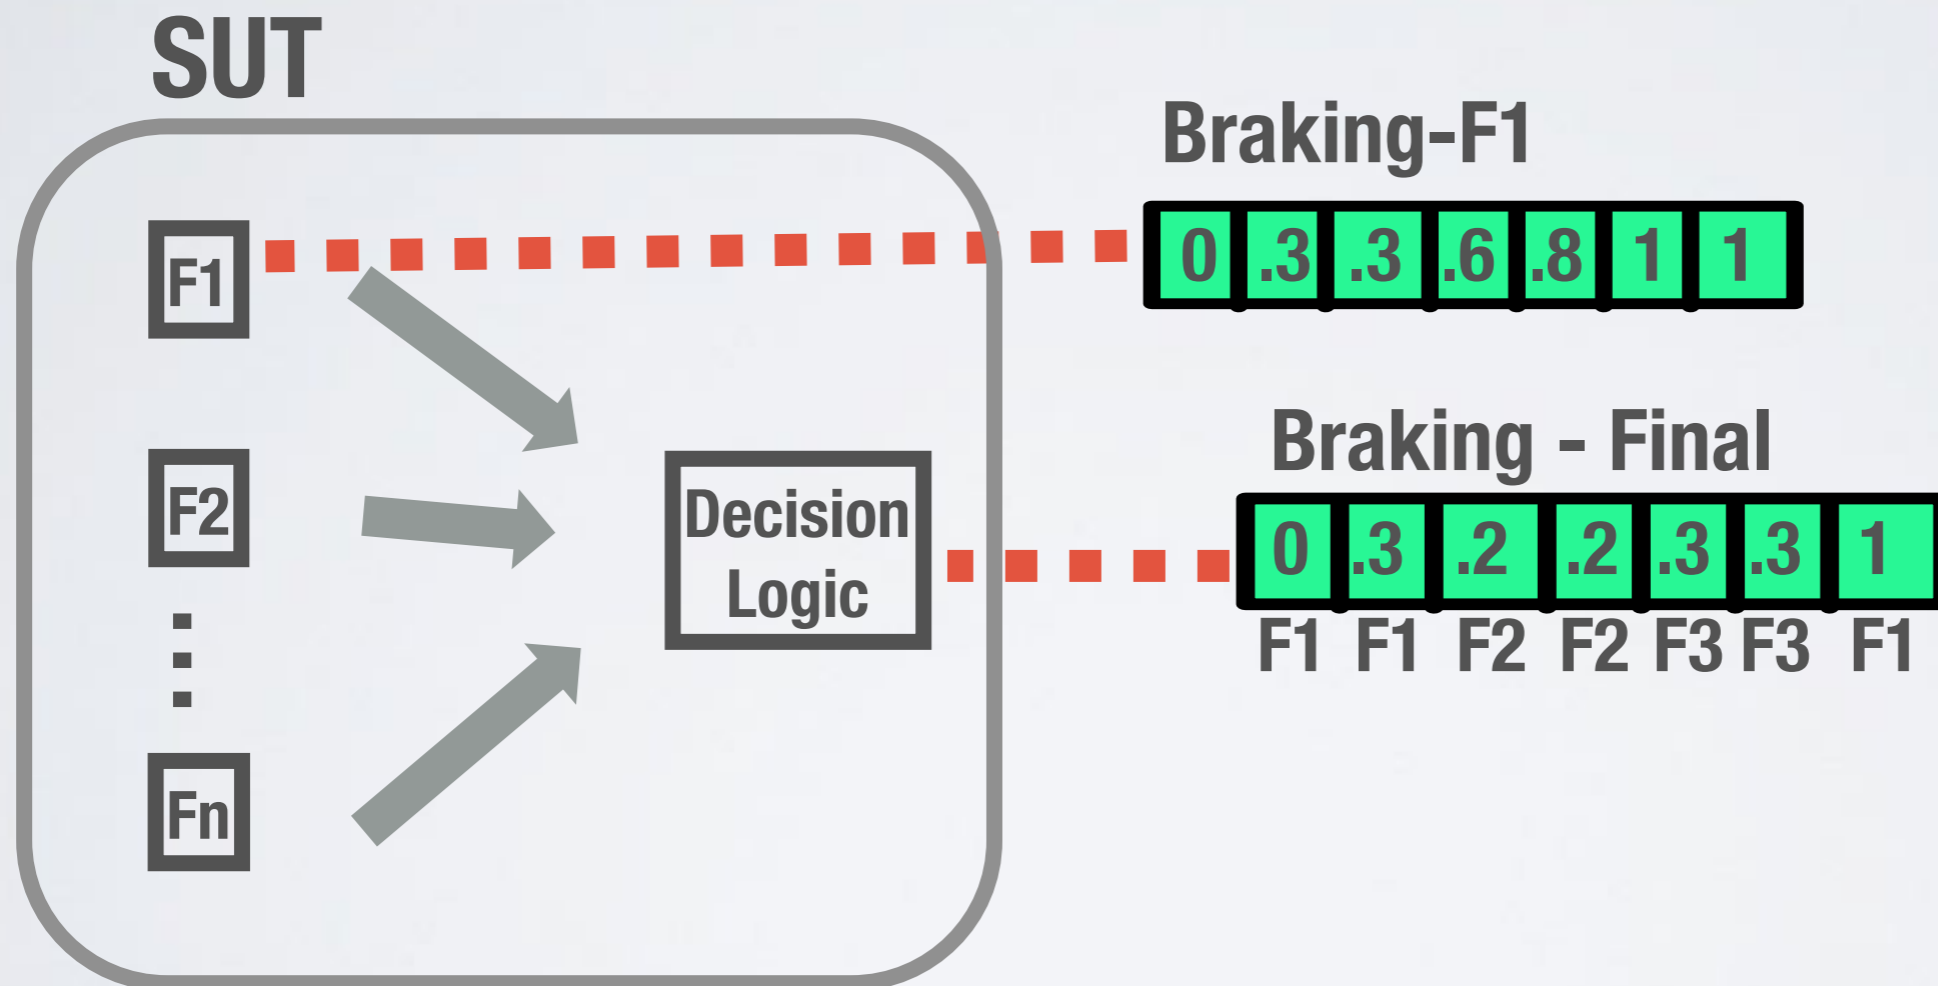 SUT
Braking-F1
F1
0 .3 .3 .6 .8 1 1
Braking - Final
F2
Decision
Logic
0 .3 .2 .2 .3 .3 1
F1 F1 F2 F2 F3 F3 F1
Fn